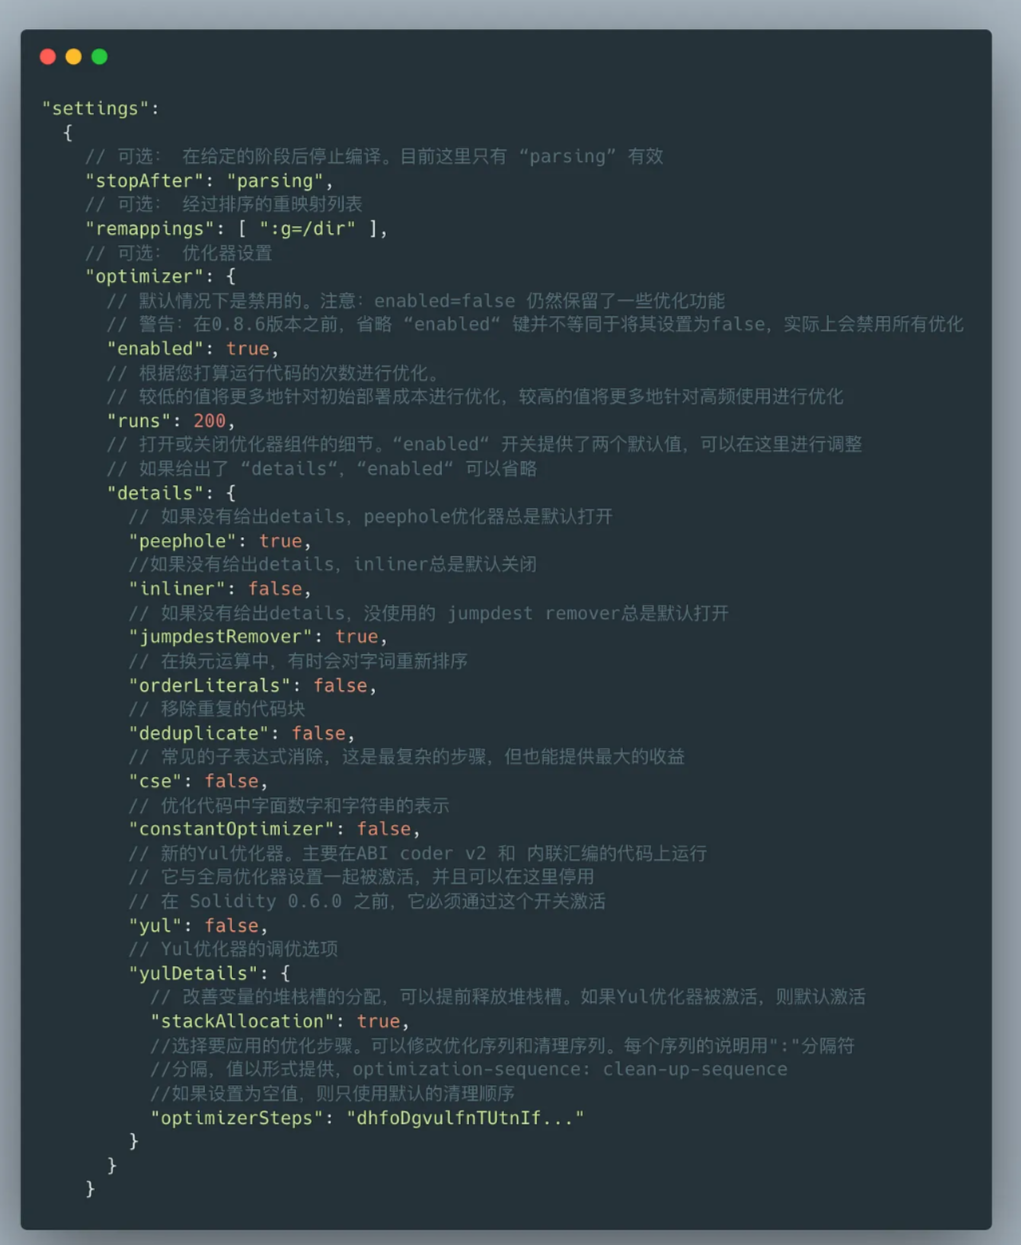 "settings":
{
// 可选： 在给定的阶段后停止编译。目前这里只有 “parsing” 有效
"stopAfter": "parsing",
// 可选： 经过排序的重映射列表
"remappings": [ ":g=/dir" ],
// 可选： 优化器设置
"optimizer": {
// 默认情况下是禁用的。注意：enabled=false 仍然保留了一些优化功能
// 警告：在0.8.6版本之前，省略 “enabled“ 键并不等同于将其设置为false，实际上会禁用所有优化
"enabled": true,
// 根据您打算运行代码的次数进行优化。
// 较低的值将更多地针对初始部署成本进行优化，较高的值将更多地针对高频使用进行优化
"runs": 200,
// 打开或关闭优化器组件的细节。“enabled“ 开关提供了两个默认值，可以在这里进行调整
// 如果给出了 “details“，“enabled“ 可以省略
"details": {
// 如果没有给出details，peephole优化器总是默认打开
"peephole": true,
//如果没有给出details，inliner总是默认关闭
"inliner": false,
// 如果没有给出details，没使用的 jumpdest remover总是默认打开
"jumpdestRemover": true,
// 在换元运算中，有时会对字词重新排序
"orderLiterals": false,
// 移除重复的代码块
"deduplicate": false,
// 常见的子表达式消除，这是最复杂的步骤，但也能提供最大的收益
"cse": false,
// 优化代码中字面数字和字符串的表示
"constantOptimizer": false,
// 新的Yul优化器。主要在ABI coder v2 和 内联汇编的代码上运行
// 它与全局优化器设置一起被激活，并且可以在这里停用
// 在 Solidity 0.6.0 之前，它必须通过这个开关激活
"yul": false,
// Yul优化器的调优选项
"yulDetails": {
// 改善变量的堆栈槽的分配，可以提前释放堆栈槽。如果Yul优化器被激活，则默认激活
"stackAllocation": true,
//选择要应用的优化步骤。可以修改优化序列和清理序列。每个序列的说明用":"分隔符
//分隔，值以形式提供，optimization-sequence: clean-up-sequence
//如果设置为空值，则只使用默认的清理顺序
"optimizerSteps": "dhfoDgvulfnTUtnIf..."
}
}
}